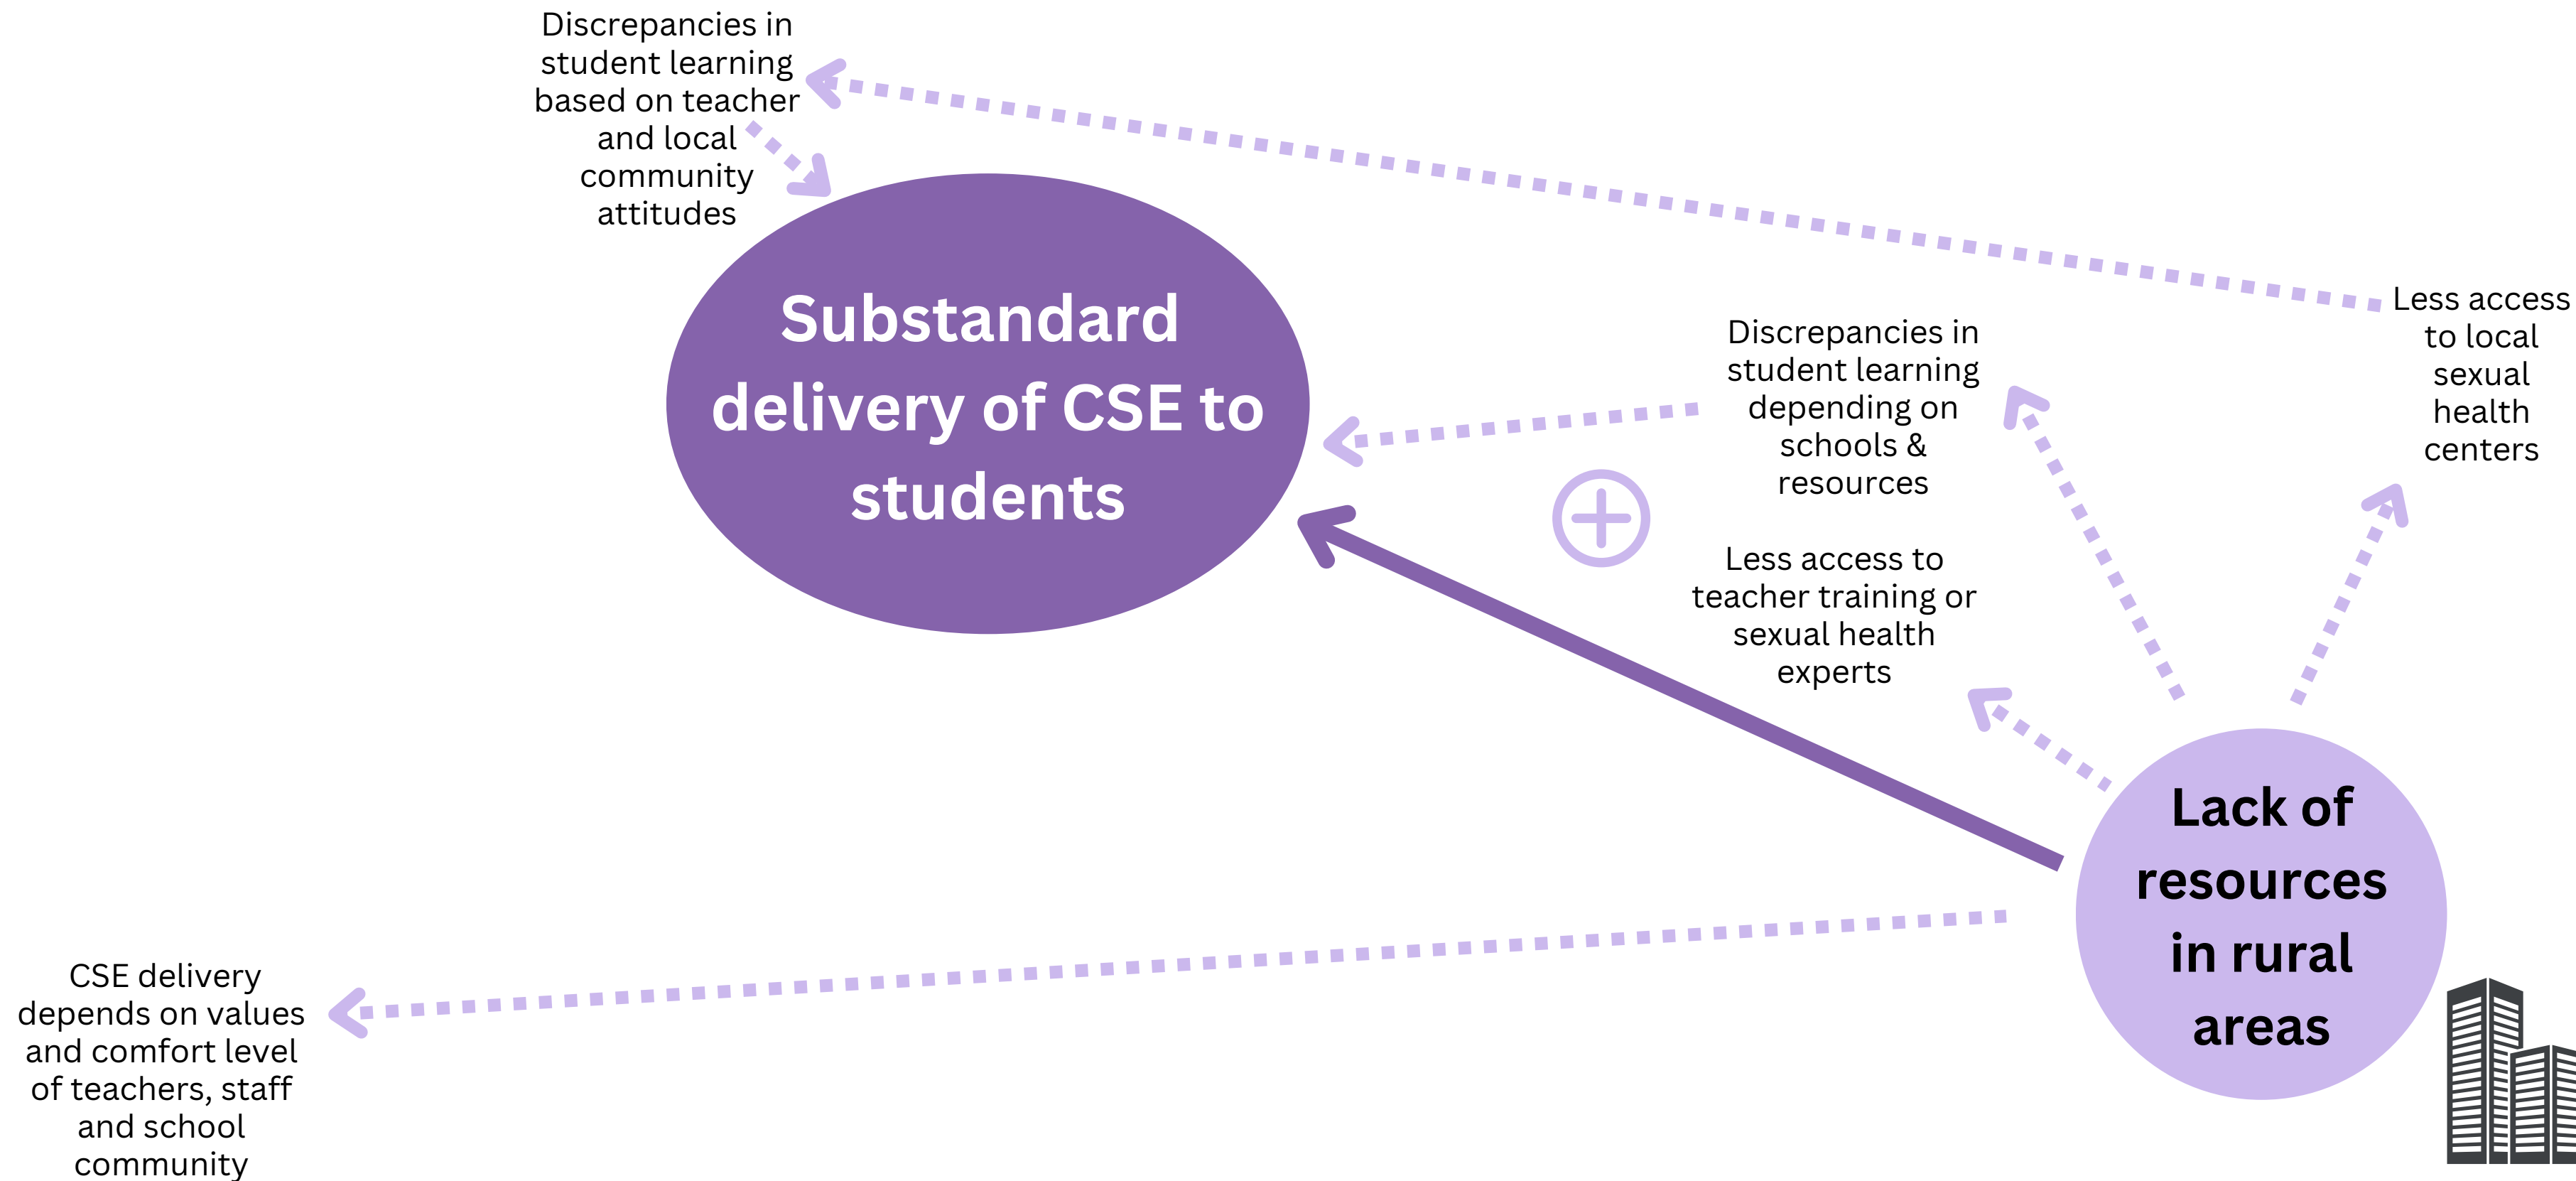 Discrepancies in
student learning
based on teacher
and local
community
attitudes
Substandard
delivery of CSE to
students
Discrepancies in
student learning
depending on
schools &
resources
Less access
to local
sexual
health
centers
Less access to
teacher training or
sexual health
experts
Lack of
resources
in rural
areas
CSE delivery
depends on values
and comfort level
of teachers, staff
and school
community